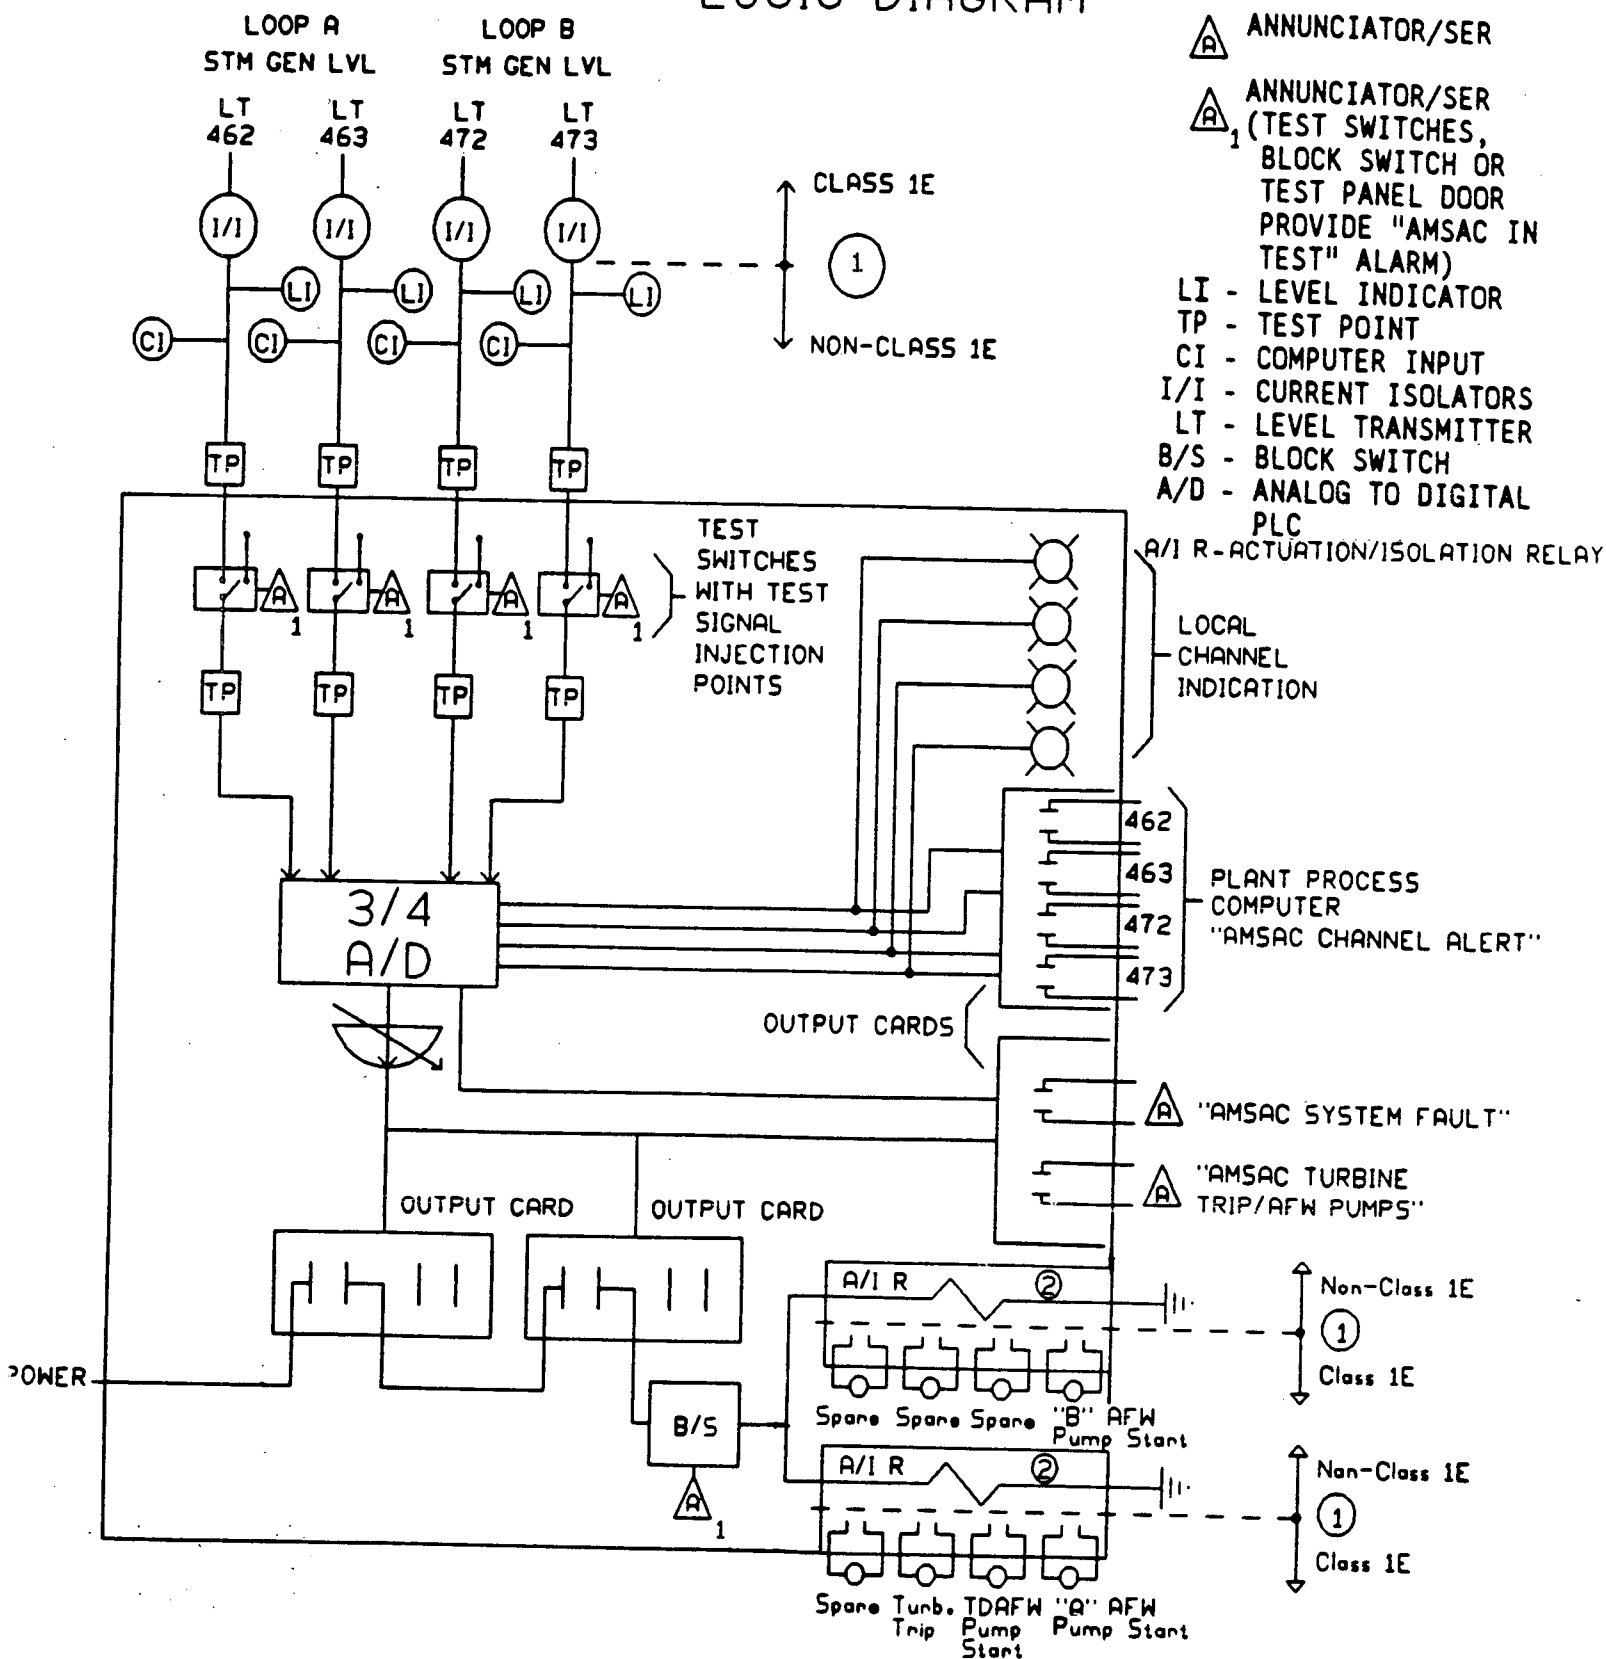 LOGIC DIAGRAM
LOOP A
STM GEN LVL
LOOP B
STM GEN LVL
LT
462
LT
463
LT
472
LT
473
I/I
I/I
I/I
I/I
LI
LI
LI
LI
CI
CI
CI
CI
TP
TP
TP
TP
CLASS 1E
1
NON-CLASS 1E
A ANNUNCIATOR/SER
A 1 ANNUNCIATOR/SER
(TEST SWITCHES,
BLOCK SWITCH OR
TEST PANEL DOOR
PROVIDE "AMSAC IN
TEST" ALARM)
LI - LEVEL INDICATOR
TP - TEST POINT
CI - COMPUTER INPUT
I/I - CURRENT ISOLATORS
LT - LEVEL TRANSMITTER
B/S - BLOCK SWITCH
A/D - ANALOG TO DIGITAL
PLC
A/I R-ACTUATION/ISOLATION RELAY
A 1
A 1
A 1
A 1
TEST
SWITCHES
WITH TEST
SIGNAL
INJECTION
POINTS
TP
TP
TP
TP
LOCAL
CHANNEL
INDICATION
3/4
A/D
462
463
472
473
PLANT PROCESS
COMPUTER
"AMSAC CHANNEL ALERT"
OUTPUT CARDS
A "AMSAC SYSTEM FAULT"
A "AMSAC TURBINE
TRIP/AFW PUMPS"
OUTPUT CARD
OUTPUT CARD
POWER
B/S
A 1
A/I R
2
Non-Class 1E
1
Class 1E
Spare Spare Spare "B" AFW
Pump Start
A/I R
2
Non-Class 1E
1
Class 1E
Spare Turb. TDAFW "A" AFW
Trip Pump Pump Start
Start